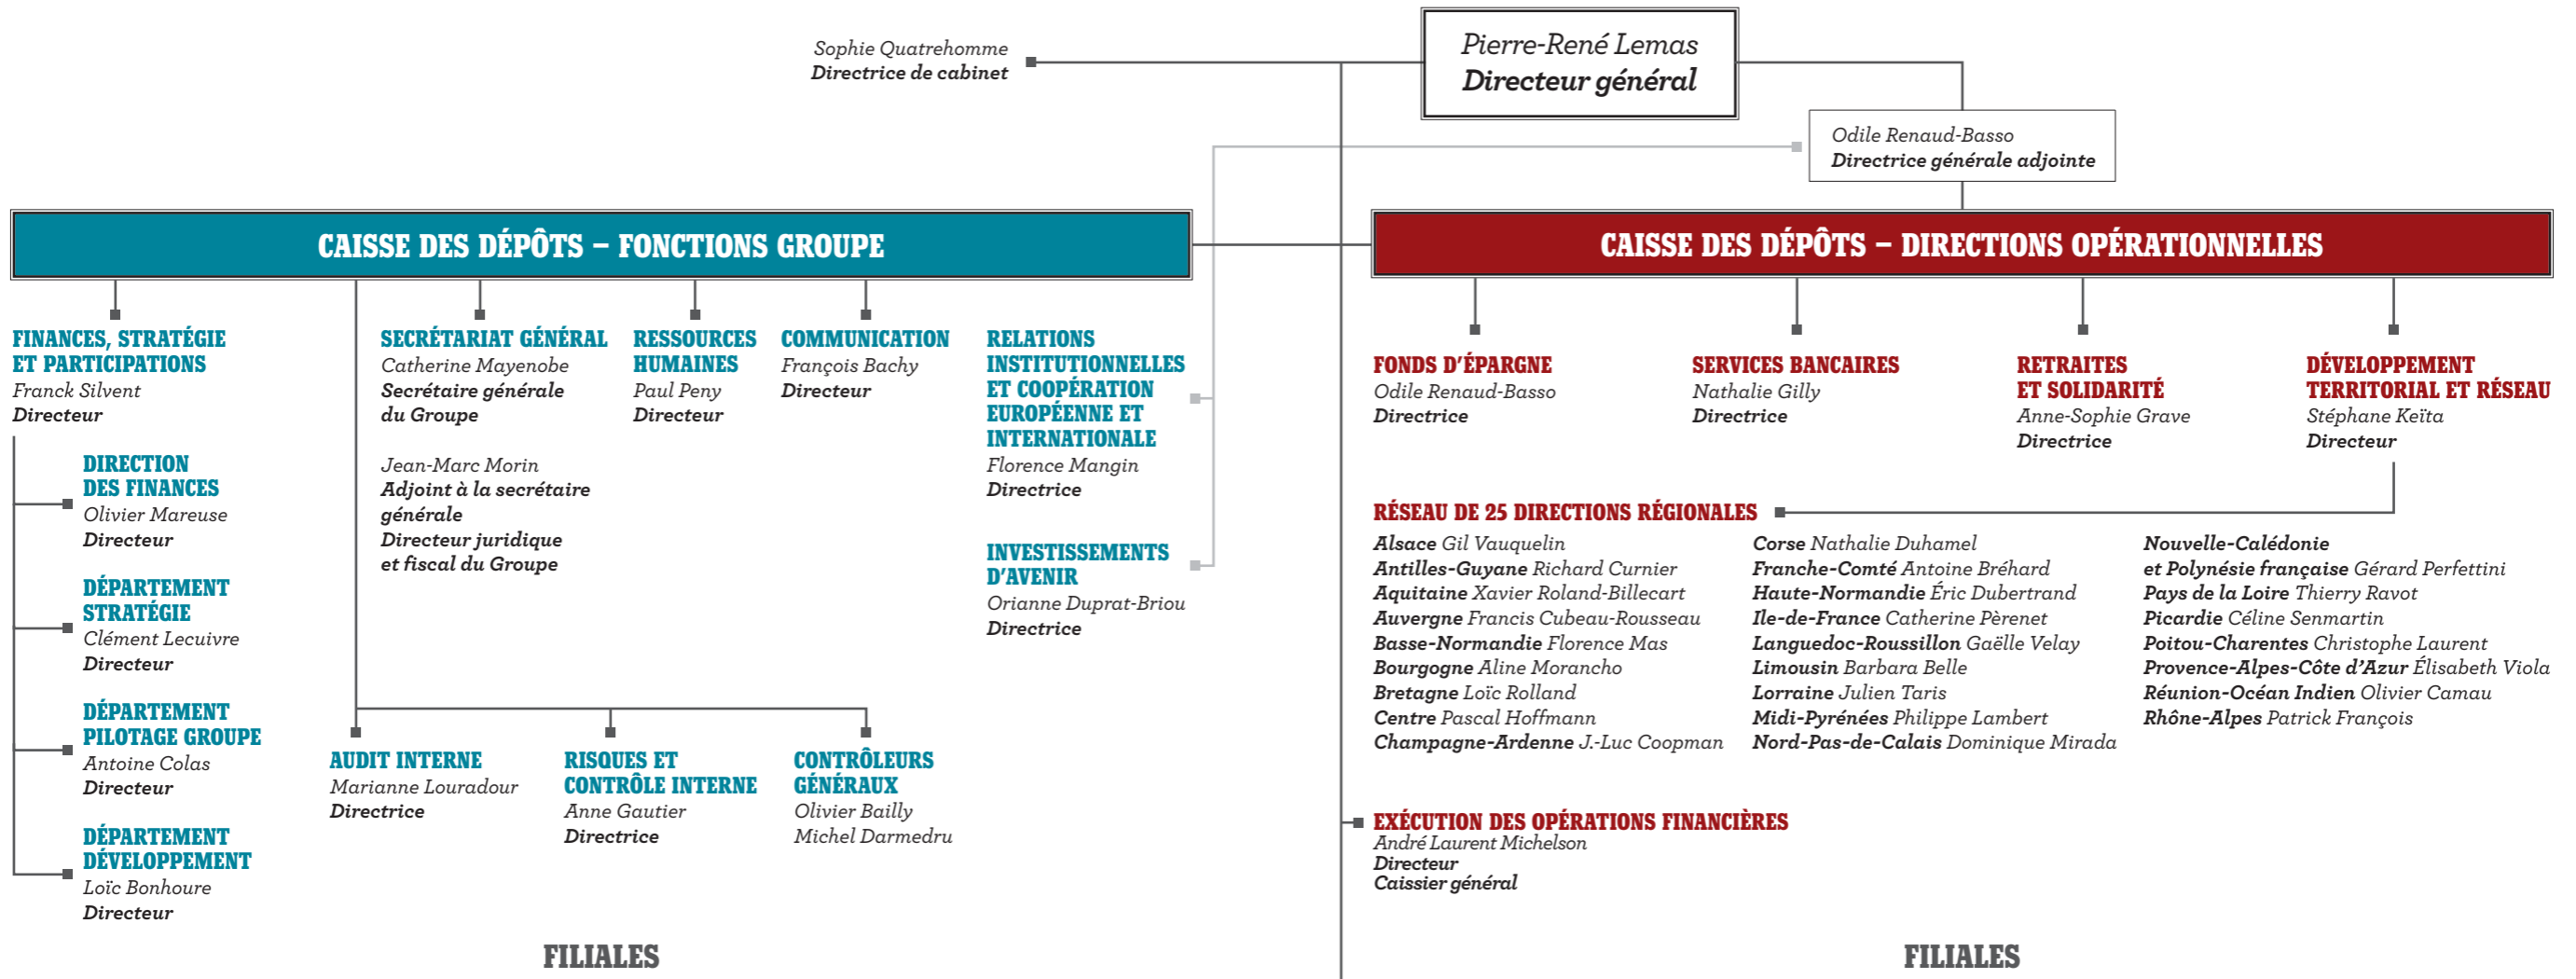 Sophie Quatrehomme
Directrice de cabinet
Pierre-René Lemas
Directeur général
Odile Renaud-Basso
Directrice générale adjointe
CAISSE DES DÉPÔTS – FONCTIONS GROUPE
FINANCES, STRATÉGIE
ET PARTICIPATIONS
Franck Silvent
Directeur
DIRECTION
DES FINANCES
Olivier Mareuse
Directeur
DÉPARTEMENT
STRATÉGIE
Clément Lecuivre
Directeur
DÉPARTEMENT
PILOTAGE GROUPE
Antoine Colas
Directeur
DÉPARTEMENT
DÉVELOPPEMENT
Loïc Bonhoure
Directeur
SECRÉTARIAT GÉNÉRAL
Catherine Mayenobe
Secrétaire générale
du Groupe
Jean-Marc Morin
Adjoint à la secrétaire
générale
Directeur juridique
et fiscal du Groupe
RESSOURCES
HUMAINES
Paul Peny
Directeur
COMMUNICATION
François Bachy
Directeur
RELATIONS
INSTITUTIONNELLES
ET COOPÉRATION
EUROPÉENNE ET
INTERNATIONALE
Florence Mangin
Directrice
INVESTISSEMENTS
D'AVENIR
Orianne Duprat-Briou
Directrice
AUDIT INTERNE
Marianne Louradour
Directrice
RISQUES ET
CONTRÔLE INTERNE
Anne Gautier
Directrice
CONTRÔLEURS
GÉNÉRAUX
Olivier Bailly
Michel Darmedru
FILIALES
CAISSE DES DÉPÔTS – DIRECTIONS OPÉRATIONNELLES
FONDS D'ÉPARGNE
Odile Renaud-Basso
Directrice
SERVICES BANCAIRES
Nathalie Gilly
Directrice
RETRAITES
ET SOLIDARITÉ
Anne-Sophie Grave
Directrice
DÉVELOPPEMENT
TERRITORIAL ET RÉSEAU
Stéphane Keïta
Directeur
RÉSEAU DE 25 DIRECTIONS RÉGIONALES
Alsace Gil Vauquelin
Antilles-Guyane Richard Curnier
Aquitaine Xavier Roland-Billecart
Auvergne Francis Cubeau-Rousseau
Basse-Normandie Florence Mas
Bourgogne Aline Morancho
Bretagne Loïc Rolland
Centre Pascal Hoffmann
Champagne-Ardenne J.-Luc Coopman
Corse Nathalie Duhamel
Franche-Comté Antoine Bréhard
Haute-Normandie Éric Dubertrand
Ile-de-France Catherine Pèrenet
Languedoc-Roussillon Gaëlle Velay
Limousin Barbara Belle
Lorraine Julien Taris
Midi-Pyrénées Philippe Lambert
Nord-Pas-de-Calais Dominique Mirada
Nouvelle-Calédonie
et Polynésie française Gérard Perfettini
Pays de la Loire Thierry Ravot
Picardie Céline Senmartin
Poitou-Charentes Christophe Laurent
Provence-Alpes-Côte d'Azur Élisabeth Viola
Réunion-Océan Indien Olivier Camau
Rhône-Alpes Patrick François
EXÉCUTION DES OPÉRATIONS FINANCIÈRES
André Laurent Michelson
Directeur
Caissier général
FILIALES